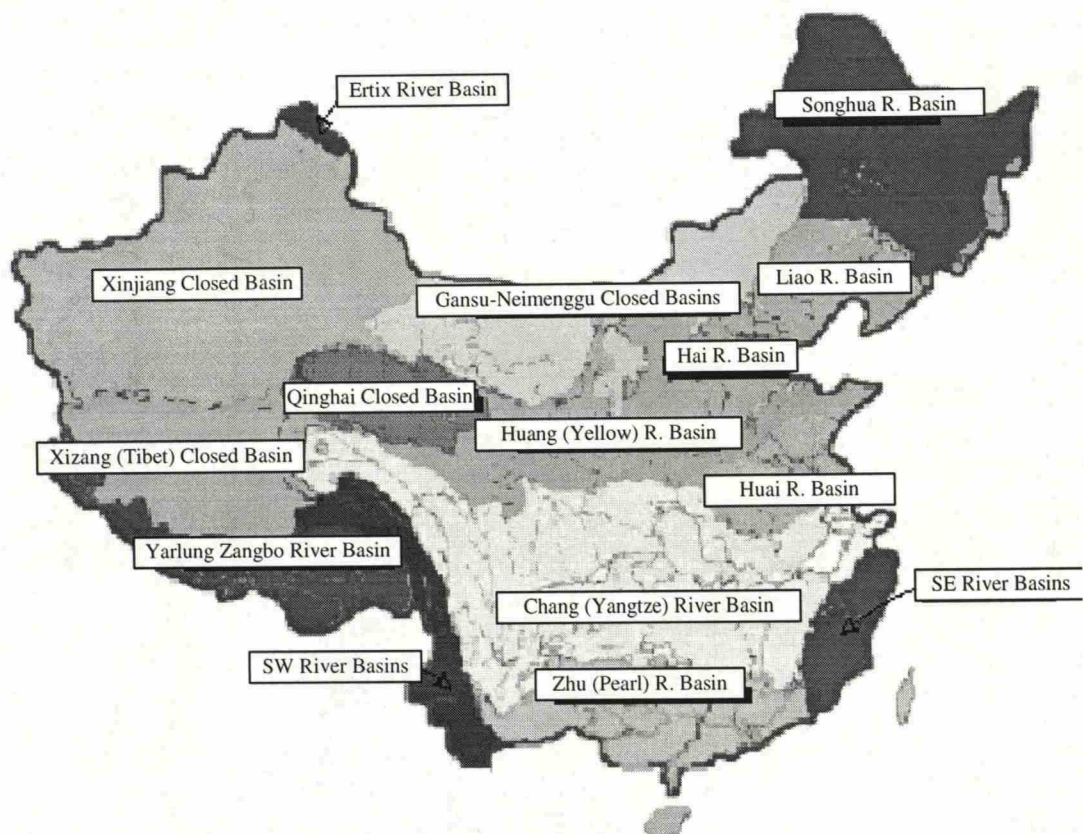 Ertix River Basin
Songhua R. Basin
Xinjiang Closed Basin
Gansu-Neimenggu Closed Basins
Liao R. Basin
Hai R. Basin
Qinghai Closed Basin
Huang (Yellow) R. Basin
Xizang (Tibet) Closed Basin
Huai R. Basin
Yarlung Zangbo River Basin
SE River Basins
Chang (Yangtze) River Basin
SW River Basins
Zhu (Pearl) R. Basin